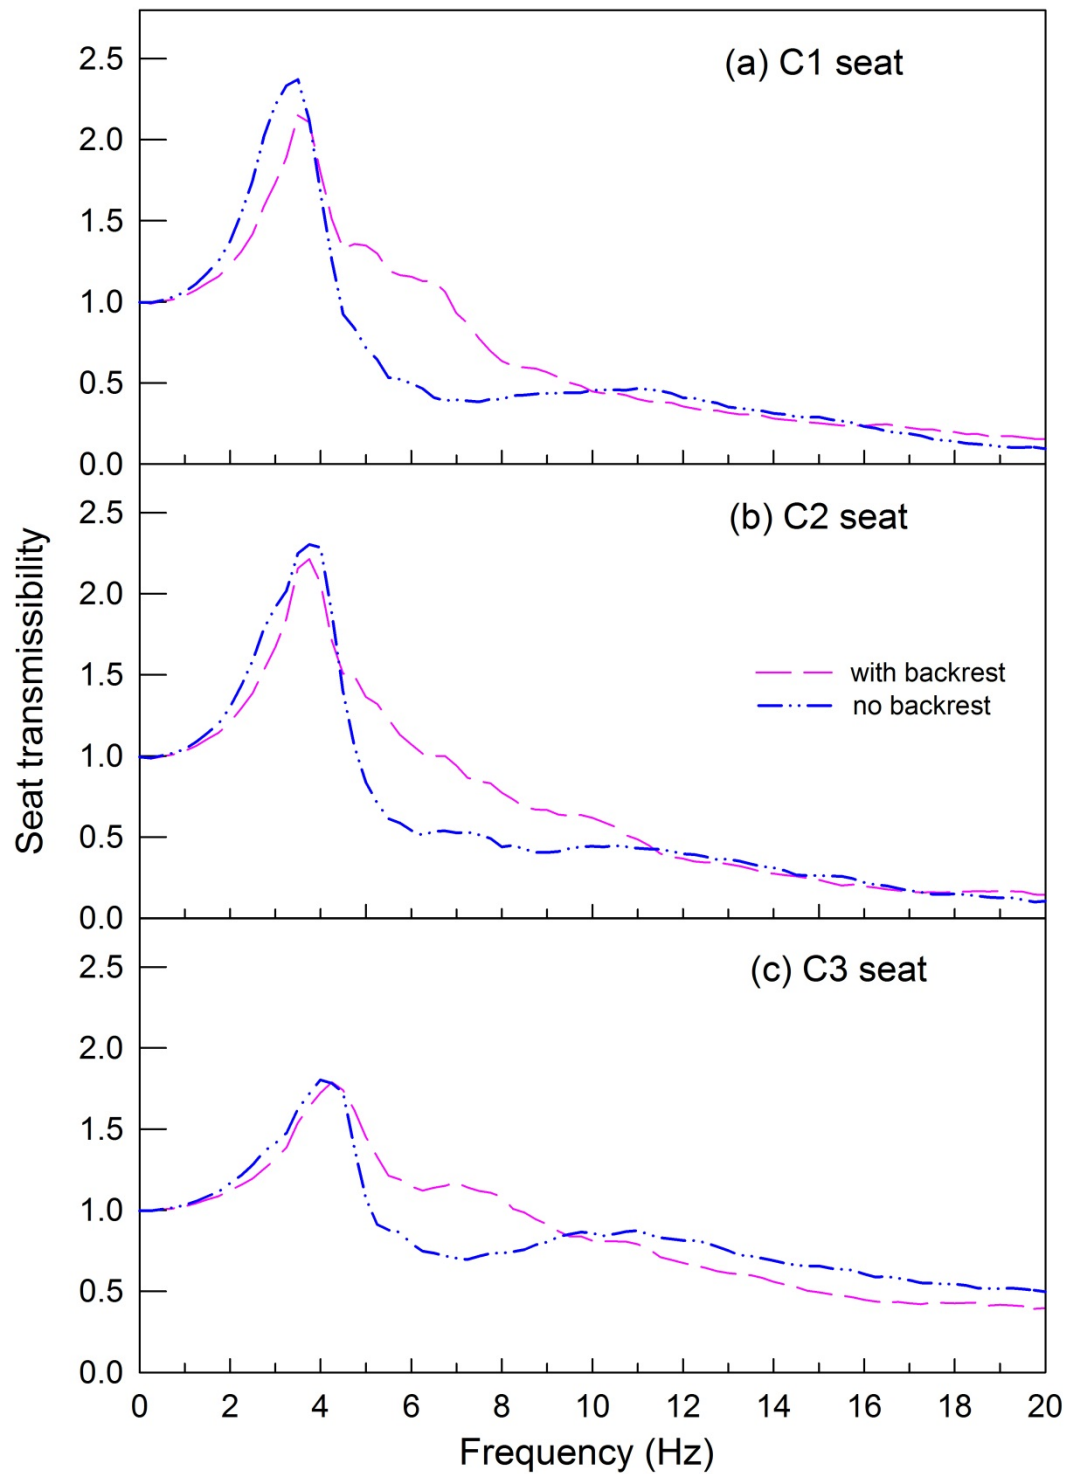 (a) C1 seat
2.5
2.0
1.5
1.0
0.5
0.0
(b) C2 seat
2.5
2.0
1.5
1.0
0.5
0.0
with backrest
no backrest
(c) C3 seat
2.5
2.0
1.5
1.0
0.5
0.0
Seat transmissibility
0 2 4 6 8 10 12 14 16 18 20
Frequency (Hz)